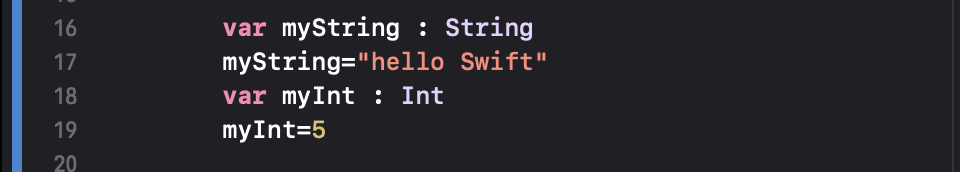 16 var myString : String
17 myString="hello Swift"
18 var myInt : Int
19 myInt=5
20